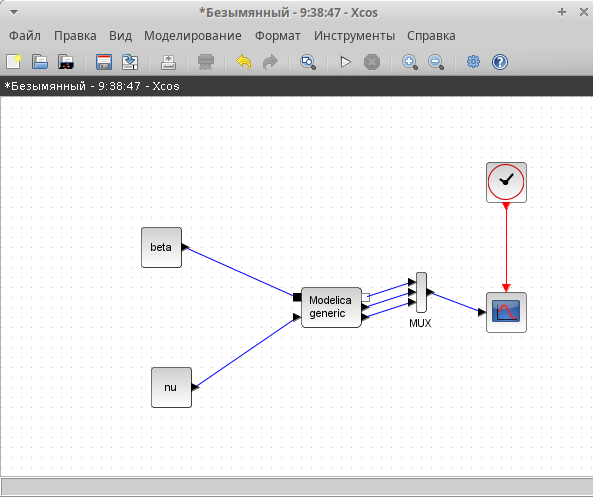 *Безымянный - 9:38:47 - Xcos
Файл Правка Вид Моделирование Формат Инструменты Справка
*Безымянный - 9:38:47 - Xcos
beta
Modelica
generic
MUX
nu